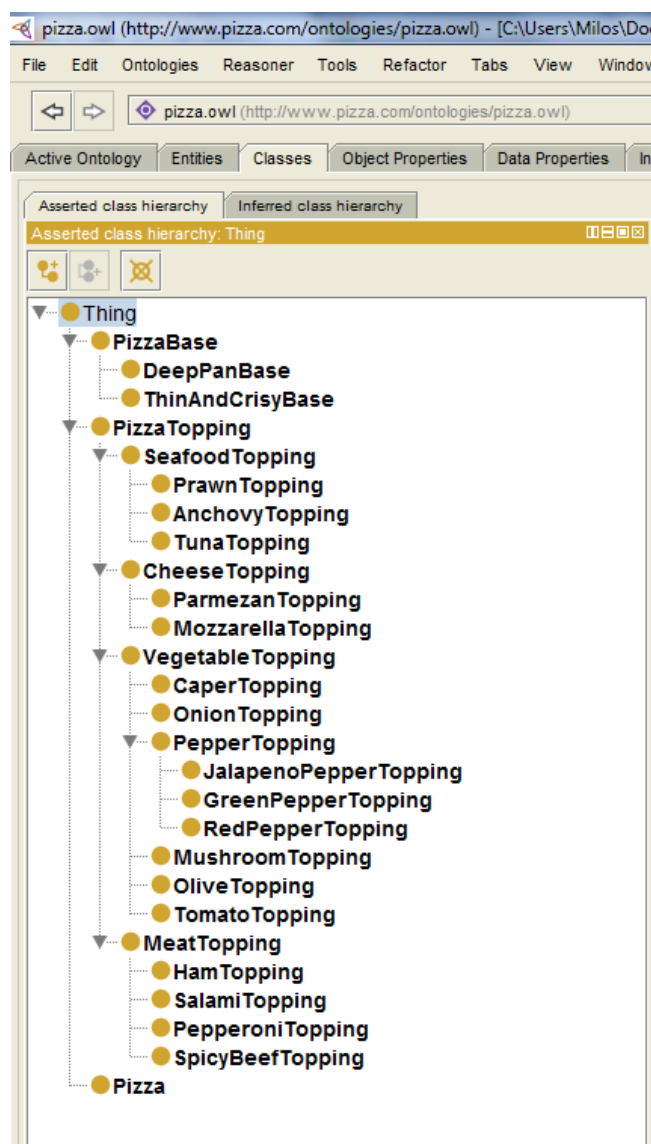 pizza.owl (http://www.pizza.com/ontologies/pizza.owl) - [C:\Users\Milos\Do
File Edit Ontologies Reasoner Tools Refactor Tabs View Window
pizza.owl (http://www.pizza.com/ontologies/pizza.owl)
Active Ontology Entities Classes Object Properties Data Properties In
Asserted class hierarchy Inferred class hierarchy
Asserted class hierarchy: Thing
Thing
PizzaBase
DeepPanBase
ThinAndCrisyBase
PizzaTopping
SeafoodTopping
PrawnTopping
AnchovyTopping
TunaTopping
CheeseTopping
ParmezanTopping
MozzarellaTopping
VegetableTopping
CaperTopping
OnionTopping
PepperTopping
JalapenoPepperTopping
GreenPepperTopping
RedPepperTopping
MushroomTopping
OliveTopping
TomatoTopping
MeatTopping
HamTopping
SalamiTopping
PepperoniTopping
SpicyBeefTopping
Pizza